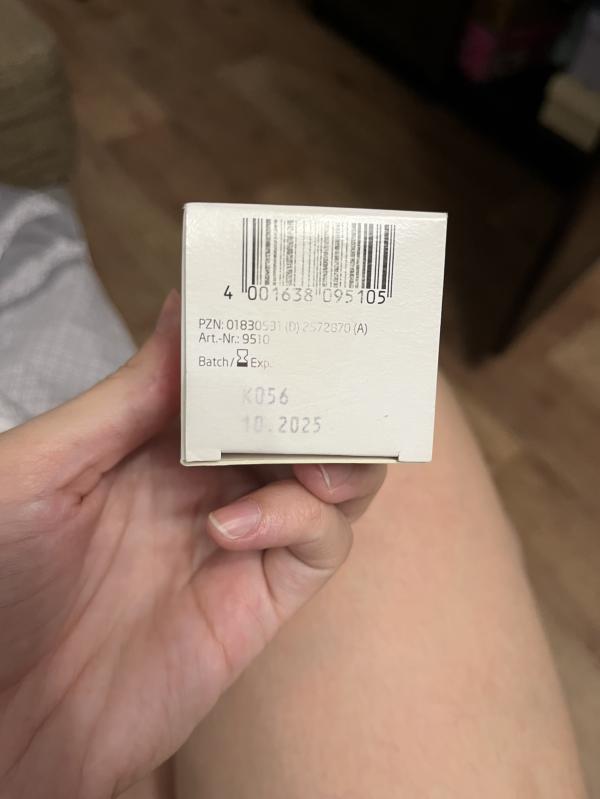 4 001638 095105
PZN: 01830531 (D) 2572870 (A)
Art.-Nr.: 9510
Batch/ Exp.
K056
10.2025